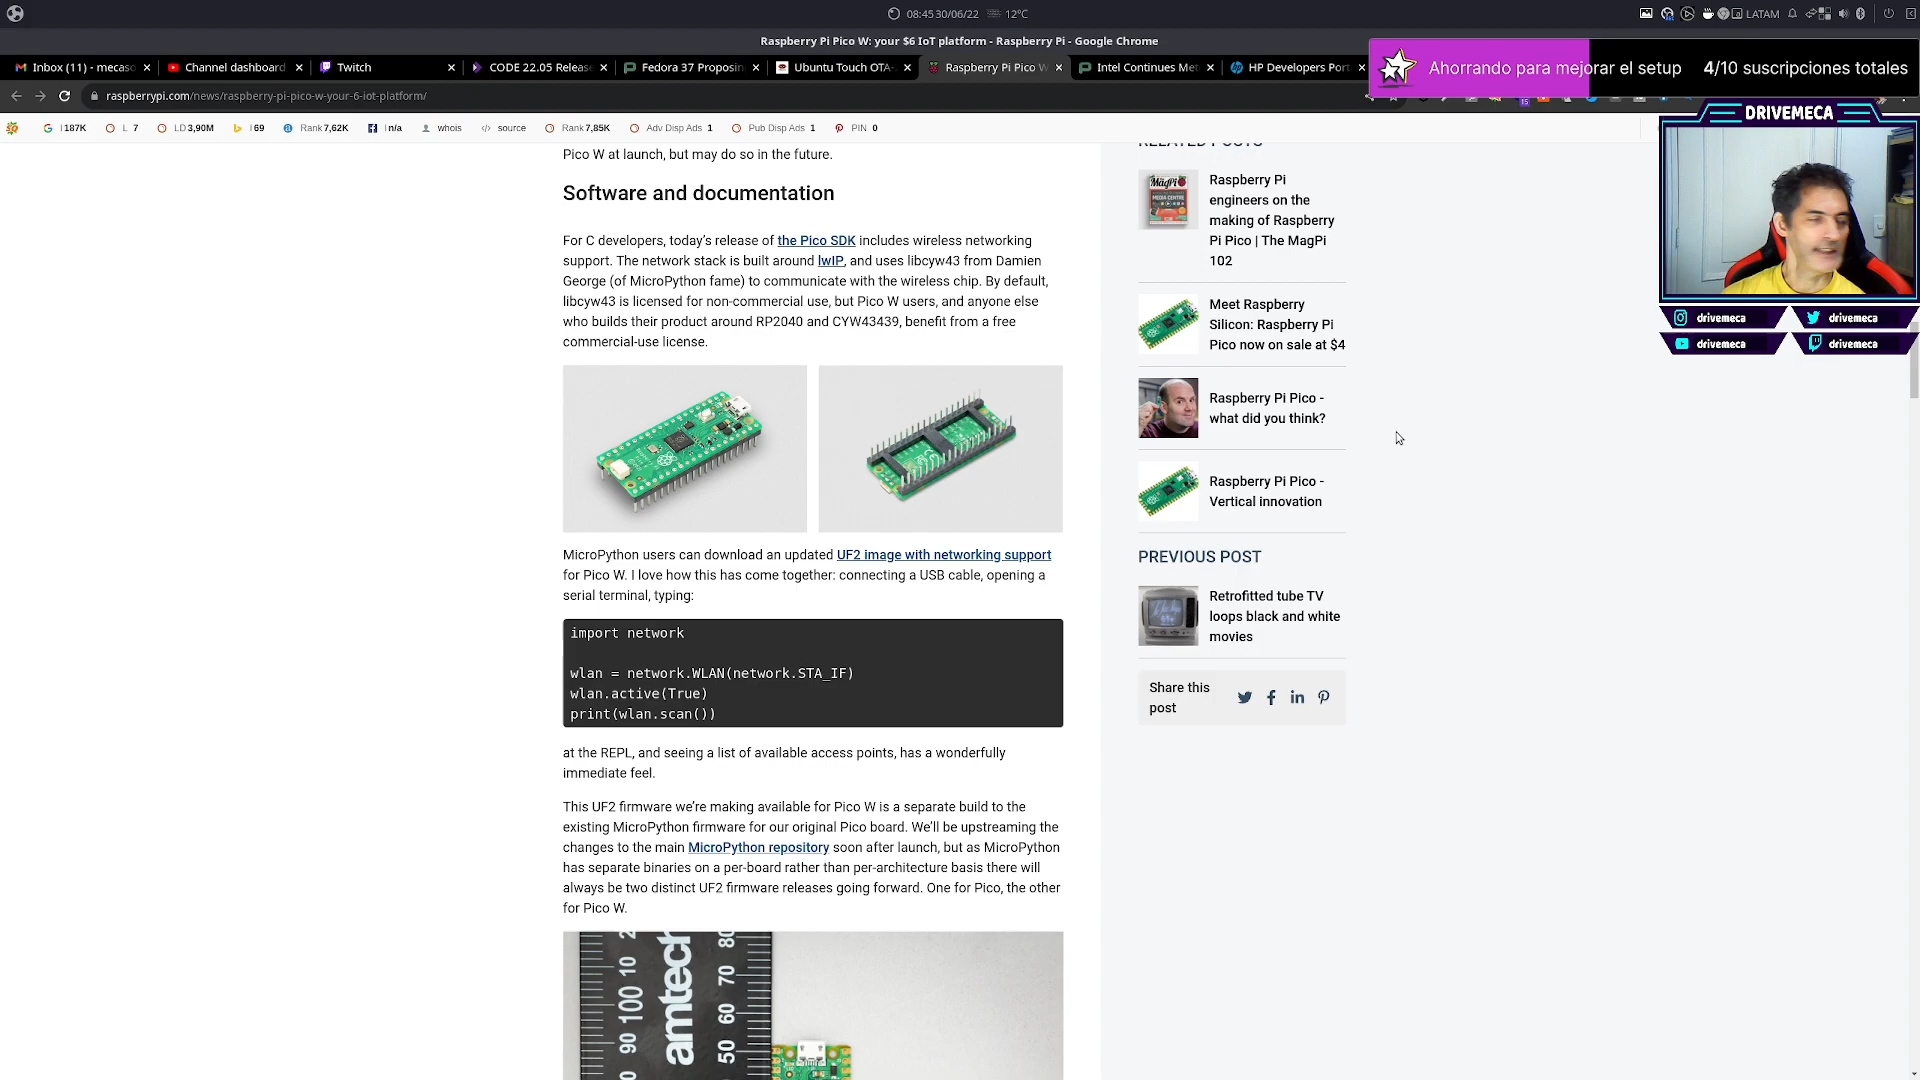 08:45 30/06/22 12°C
LATAM
Raspberry Pi Pico W: your $6 IoT platform - Raspberry Pi - Google Chrome
Inbox (11) - mecaso
Channel dashboard
Twitch
CODE 22.05 Release
Fedora 37 Proposin
Ubuntu Touch OTA-
Raspberry Pi Pico W
Intel Continues Met
HP Developers Port
Ahorrando para mejorar el setup 4/10 suscripciones totales
raspberrypi.com/news/raspberry-pi-pico-w-your-6-iot-platform/
15
I 187K
L 7
LD 3,90M
I 69
Rank 7,62K
I n/a
whois
source
Rank 7,85K
Adv Disp Ads 1
Pub Disp Ads 1
PIN 0
DRIVEMECA
drivemeca
drivemeca
drivemeca
drivemeca
Pico W at launch, but may do so in the future.
Software and documentation
For C developers, today’s release of the Pico SDK includes wireless networking
support. The network stack is built around lwIP, and uses libcyw43 from Damien
George (of MicroPython fame) to communicate with the wireless chip. By default,
libcyw43 is licensed for non-commercial use, but Pico W users, and anyone else
who builds their product around RP2040 and CYW43439, benefit from a free
commercial-use license.
MicroPython users can download an updated UF2 image with networking support
for Pico W. I love how this has come together: connecting a USB cable, opening a
serial terminal, typing:
import network
wlan = network.WLAN(network.STA_IF)
wlan.active(True)
print(wlan.scan())
at the REPL, and seeing a list of available access points, has a wonderfully
immediate feel.
This UF2 firmware we’re making available for Pico W is a separate build to the
existing MicroPython firmware for our original Pico board. We’ll be upstreaming the
changes to the main MicroPython repository soon after launch, but as MicroPython
has separate binaries on a per-board rather than per-architecture basis there will
always be two distinct UF2 firmware releases going forward. One for Pico, the other
for Pico W.
amtech
90 100 10
50 60 70 80
RELATED POSTS
MagPi
Raspberry Pi
engineers on the
making of Raspberry
Pi Pico | The MagPi
102
Meet Raspberry
Silicon: Raspberry Pi
Pico now on sale at $4
Raspberry Pi Pico -
what did you think?
Raspberry Pi Pico -
Vertical innovation
PREVIOUS POST
Retrofitted tube TV
loops black and white
movies
Share this
post